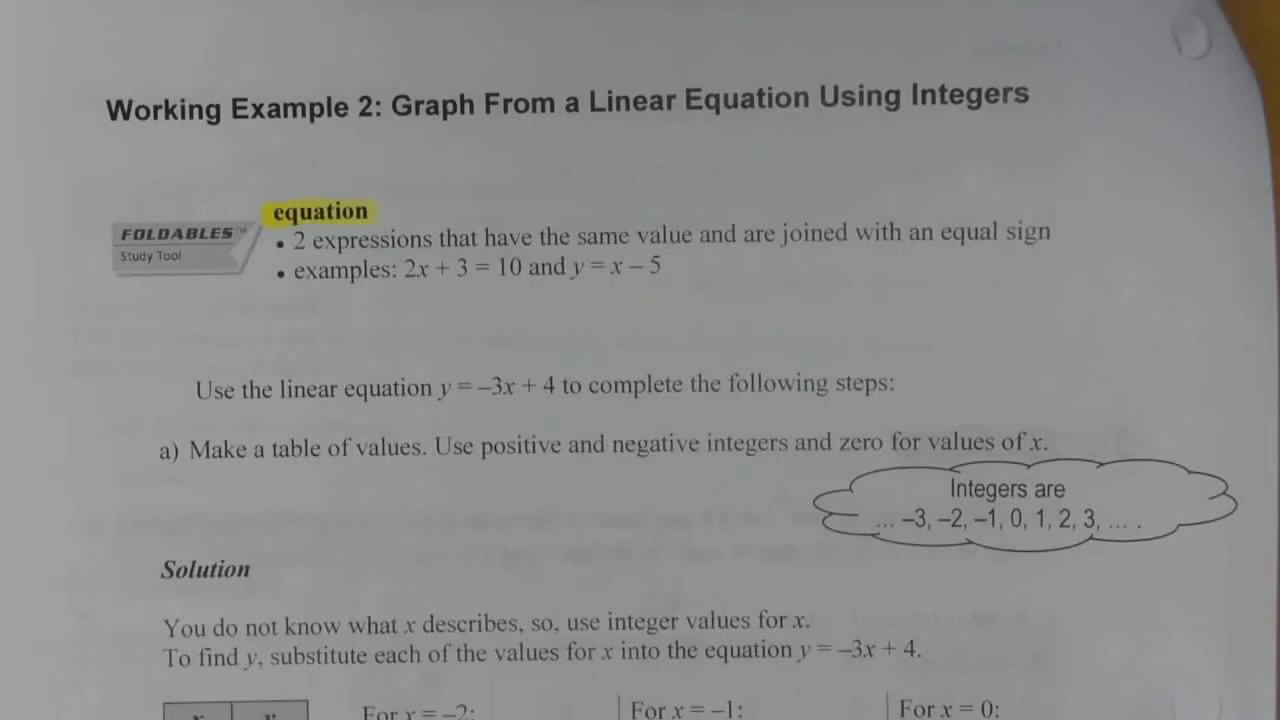 Working Example 2: Graph From a Linear Equation Using Integers
equation
FOLDABLES™
Study Tool
• 2 expressions that have the same value and are joined with an equal sign
• examples: 2x + 3 = 10 and y = x – 5
Use the linear equation y = –3x + 4 to complete the following steps:
a) Make a table of values. Use positive and negative integers and zero for values of x.
Integers are
... –3, –2, –1, 0, 1, 2, 3, ... .
Solution
You do not know what x describes, so, use integer values for x.
To find y, substitute each of the values for x into the equation y = –3x + 4.
x y For x = –2: For x = –1: For x = 0: